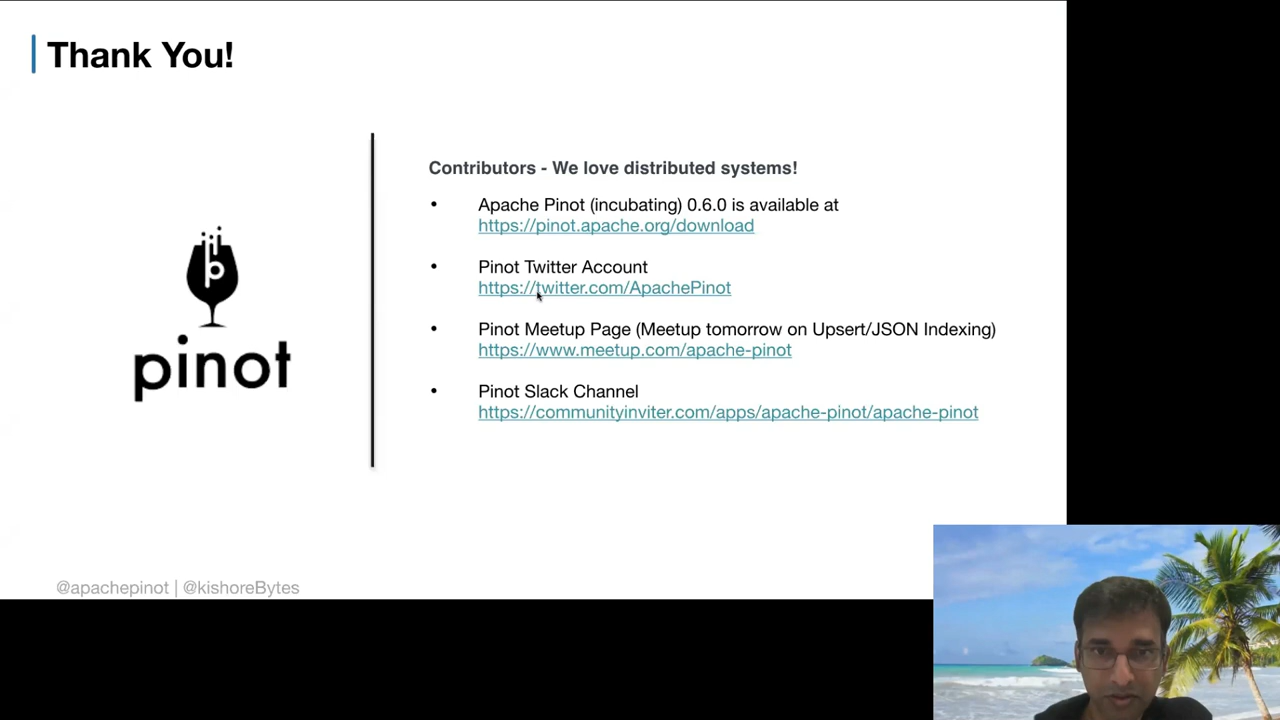 Thank You!
p
pinot
Contributors - We love distributed systems!
• Apache Pinot (incubating) 0.6.0 is available at
https://pinot.apache.org/download
• Pinot Twitter Account
https://twitter.com/ApachePinot
• Pinot Meetup Page (Meetup tomorrow on Upsert/JSON Indexing)
https://www.meetup.com/apache-pinot
• Pinot Slack Channel
https://communityinviter.com/apps/apache-pinot/apache-pinot
@apachepinot | @kishoreBytes